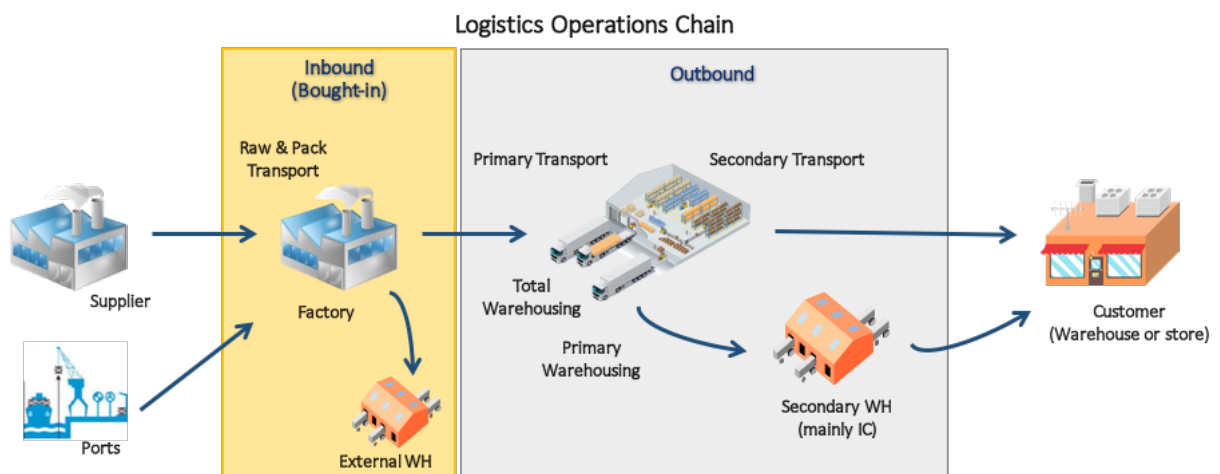 Logistics Operations Chain
Inbound
(Bought-in)
Outbound
Raw & Pack
Transport
Primary Transport
Secondary Transport
Supplier
Factory
Total
Warehousing
Customer
(Warehouse or store)
Primary
Warehousing
Secondary WH
(mainly IC)
Ports
External WH